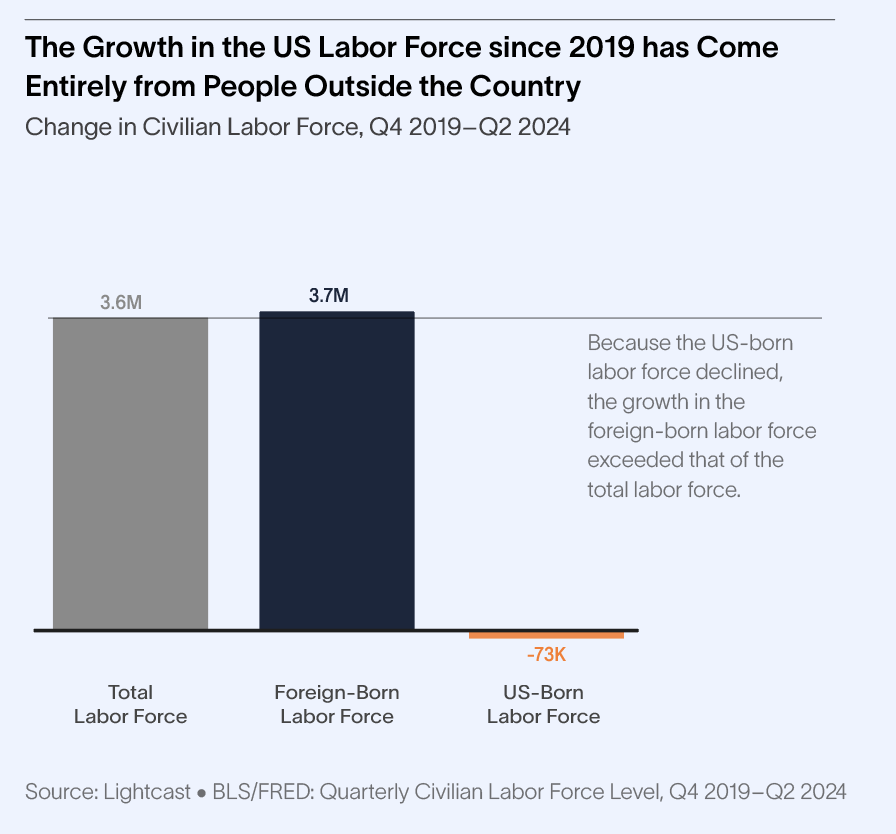 The Growth in the US Labor Force since 2019 has Come
Entirely from People Outside the Country
Change in Civilian Labor Force, Q4 2019–Q2 2024
3.6M
3.7M
Because the US-born
labor force declined,
the growth in the
foreign-born labor force
exceeded that of the
total labor force.
-73K
Total
Labor Force
Foreign-Born
Labor Force
US-Born
Labor Force
Source: Lightcast • BLS/FRED: Quarterly Civilian Labor Force Level, Q4 2019–Q2 2024